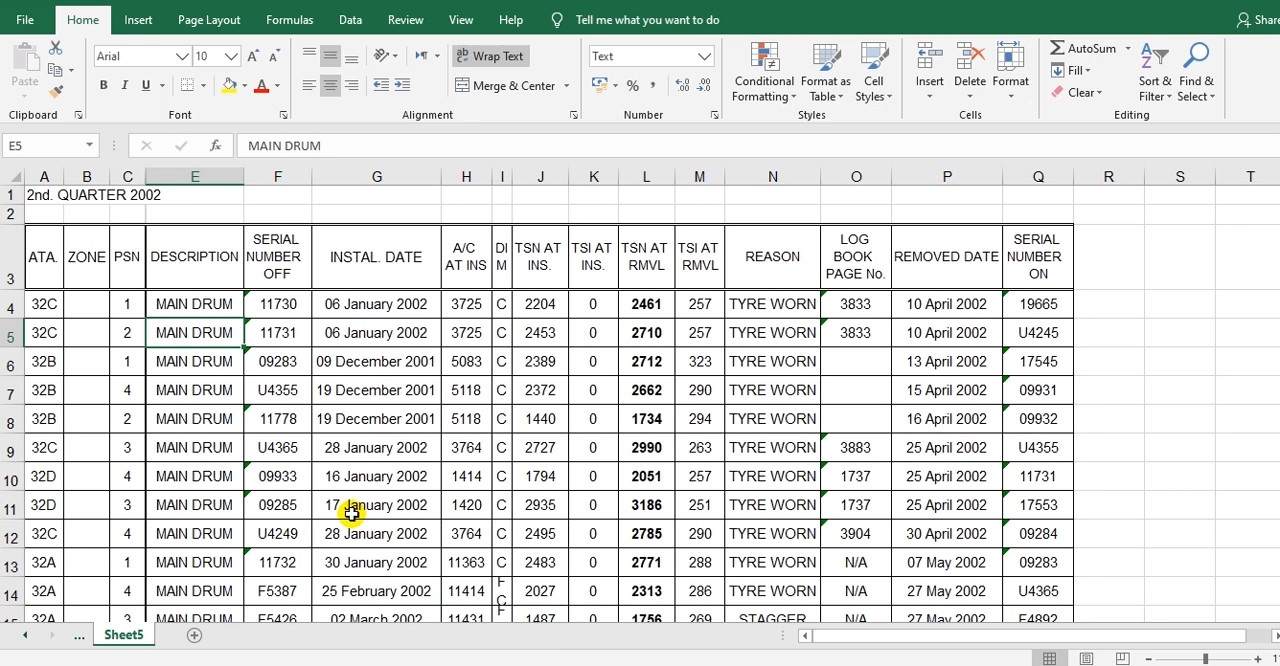 File Home Insert Page Layout Formulas Data Review View Help Tell me what you want to do Share
Paste Arial 10 Wrap Text Text Conditional Formatting Format as Table Cell Styles Insert Delete Format AutoSum Fill Clear Sort & Filter Find & Select
B I U Merge & Center % ,
Clipboard Font Alignment Number Styles Cells Editing
E5 fx MAIN DRUM
A B C E F G H I J K L M N O P Q R S T
1 2nd. QUARTER 2002
2
3 ATA. ZONE PSN DESCRIPTION SERIAL NUMBER OFF INSTAL. DATE A/C AT INS DIM TSN AT INS. TSI AT INS. TSN AT RMVL TSI AT RMVL REASON LOG BOOK PAGE No. REMOVED DATE SERIAL NUMBER ON
4 32C 1 MAIN DRUM 11730 06 January 2002 3725 C 2204 0 2461 257 TYRE WORN 3833 10 April 2002 19665
5 32C 2 MAIN DRUM 11731 06 January 2002 3725 C 2453 0 2710 257 TYRE WORN 3833 10 April 2002 U4245
6 32B 1 MAIN DRUM 09283 09 December 2001 5083 C 2389 0 2712 323 TYRE WORN 13 April 2002 17545
7 32B 4 MAIN DRUM U4355 19 December 2001 5118 C 2372 0 2662 290 TYRE WORN 15 April 2002 09931
8 32B 2 MAIN DRUM 11778 19 December 2001 5118 C 1440 0 1734 294 TYRE WORN 16 April 2002 09932
9 32C 3 MAIN DRUM U4365 28 January 2002 3764 C 2727 0 2990 263 TYRE WORN 3883 25 April 2002 U4355
10 32D 4 MAIN DRUM 09933 16 January 2002 1414 C 1794 0 2051 257 TYRE WORN 1737 25 April 2002 11731
11 32D 3 MAIN DRUM 09285 17 January 2002 1420 C 2935 0 3186 251 TYRE WORN 1737 25 April 2002 17553
12 32C 4 MAIN DRUM U4249 28 January 2002 3764 C 2495 0 2785 290 TYRE WORN 3904 30 April 2002 09284
13 32A 1 MAIN DRUM 11732 30 January 2002 11363 C 2483 0 2771 288 TYRE WORN N/A 07 May 2002 09283
14 32A 4 MAIN DRUM F5387 25 February 2002 11414 F C 2027 0 2313 286 TYRE WORN N/A 27 May 2002 U4365
15 32A 3 MAIN DRUM F5426 02 March 2002 11431 F 1487 0 1756 269 STAGGER N/A 27 May 2002 F4892
... Sheet5